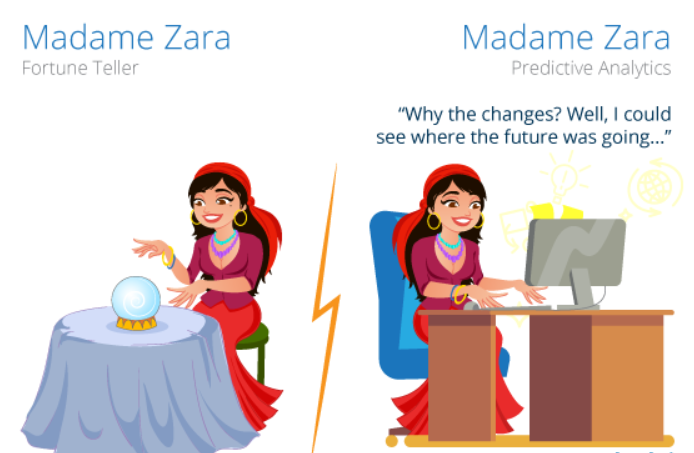 Madame Zara
Fortune Teller
Madame Zara
Predictive Analytics
“Why the changes? Well, I could
see where the future was going...”